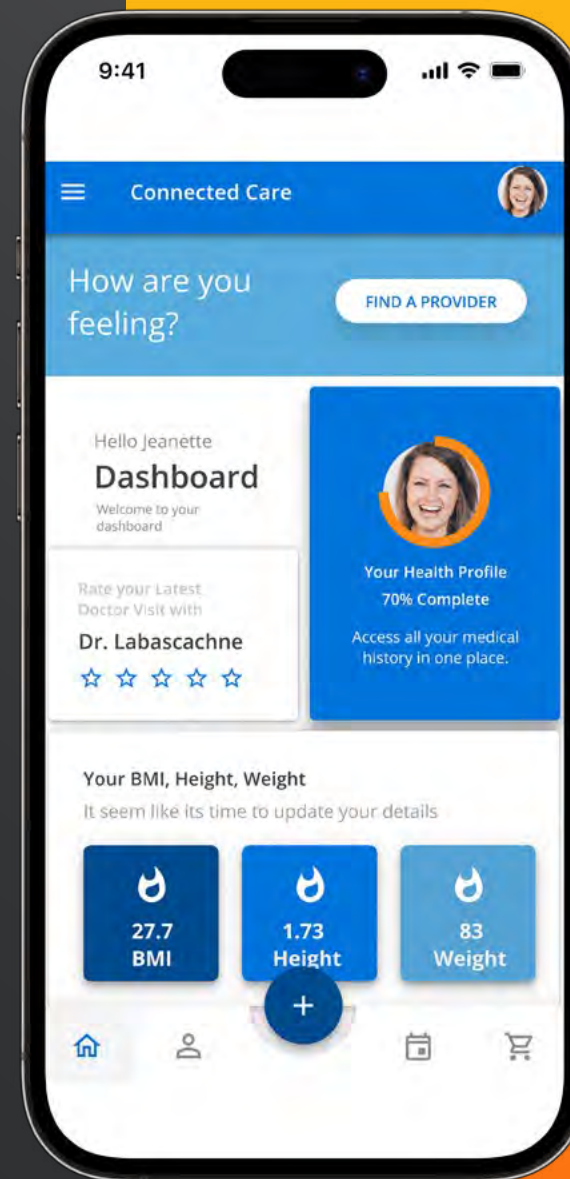 9:41
Connected Care
How are you
feeling?
FIND A PROVIDER
Hello Jeanette
Dashboard
Welcome to your
dashboard
Rate your Latest
Doctor Visit with
Dr. Labascachne
Your Health Profile
70% Complete
Access all your medical
history in one place.
Your BMI, Height, Weight
It seem like its time to update your details
27.7
BMI
1.73
Height
83
Weight